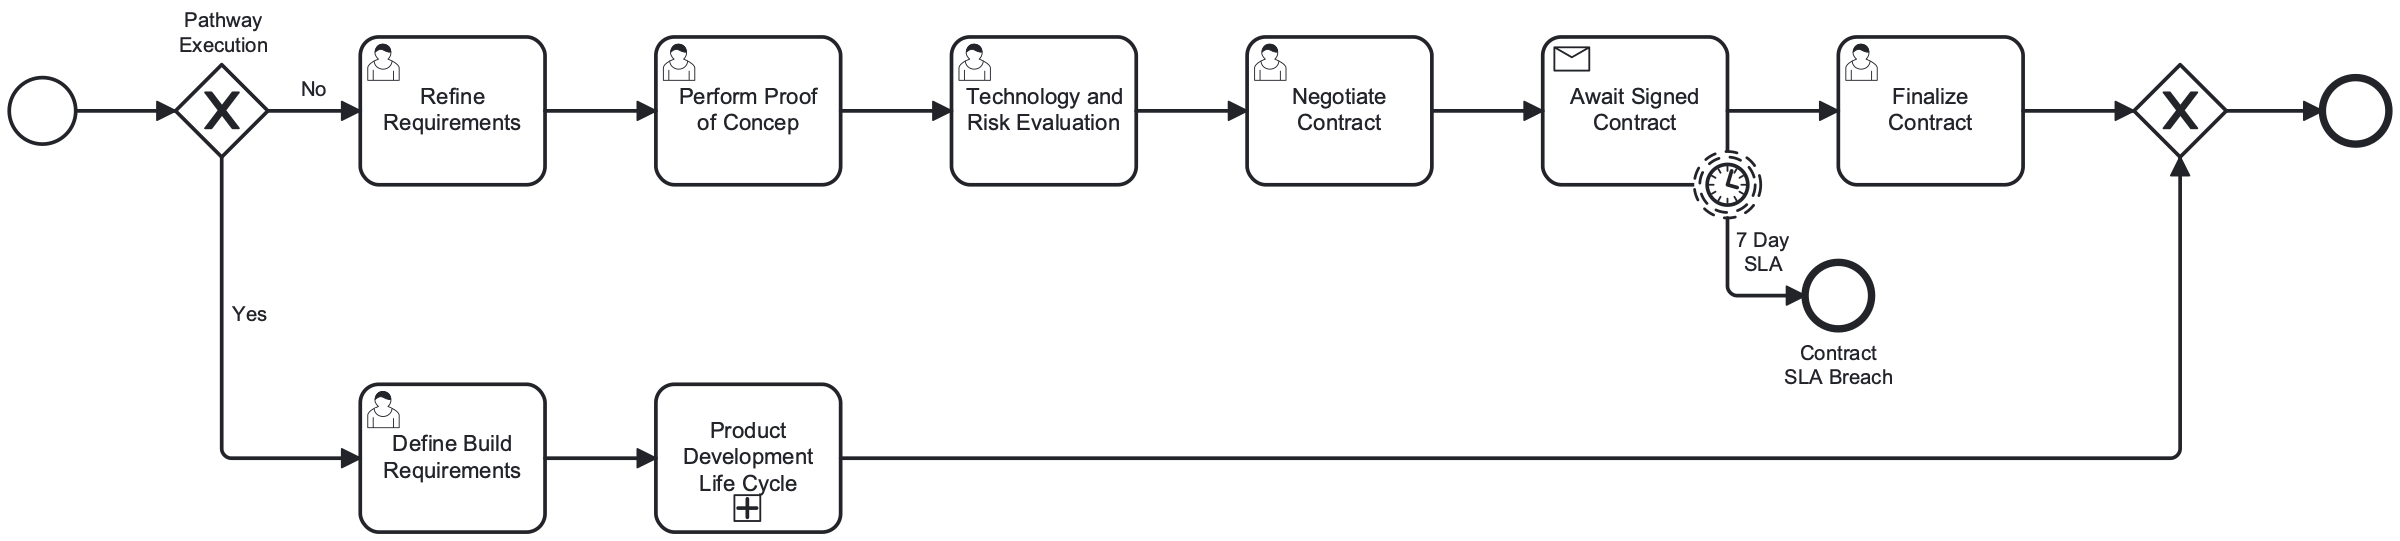 Pathway
Execution
No
Refine
Requirements
Perform Proof
of Concep
Technology and
Risk Evaluation
Negotiate
Contract
Await Signed
Contract
Finalize
Contract
7 Day
SLA
Contract
SLA Breach
Yes
Define Build
Requirements
Product
Development
Life Cycle